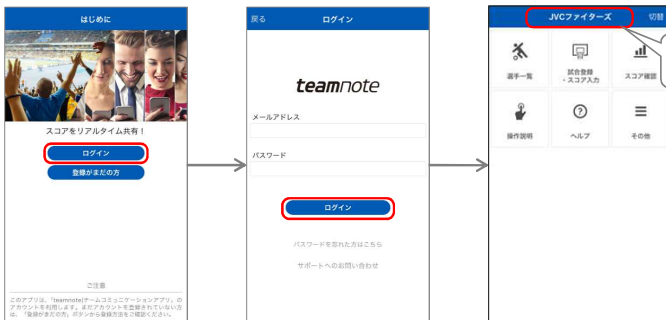 はじめに
スコアをリアルタイム共有！
ログイン
登録がまだの方
ご注意
このアプリは、「teamnote(チームコミュニケーションアプリ」の
アカウントを利用します。まだアカウントを登録されていない方
は、「登録がまだの方」ボタンから登録方法をご確認ください。
戻る
ログイン
teamnote
メールアドレス
パスワード
ログイン
パスワードを忘れた方はこちら
サポートへのお問い合わせ
JVCファイターズ
切替
選手一覧
試合登録
・スコア入力
スコア確認
操作説明
ヘルプ
その他